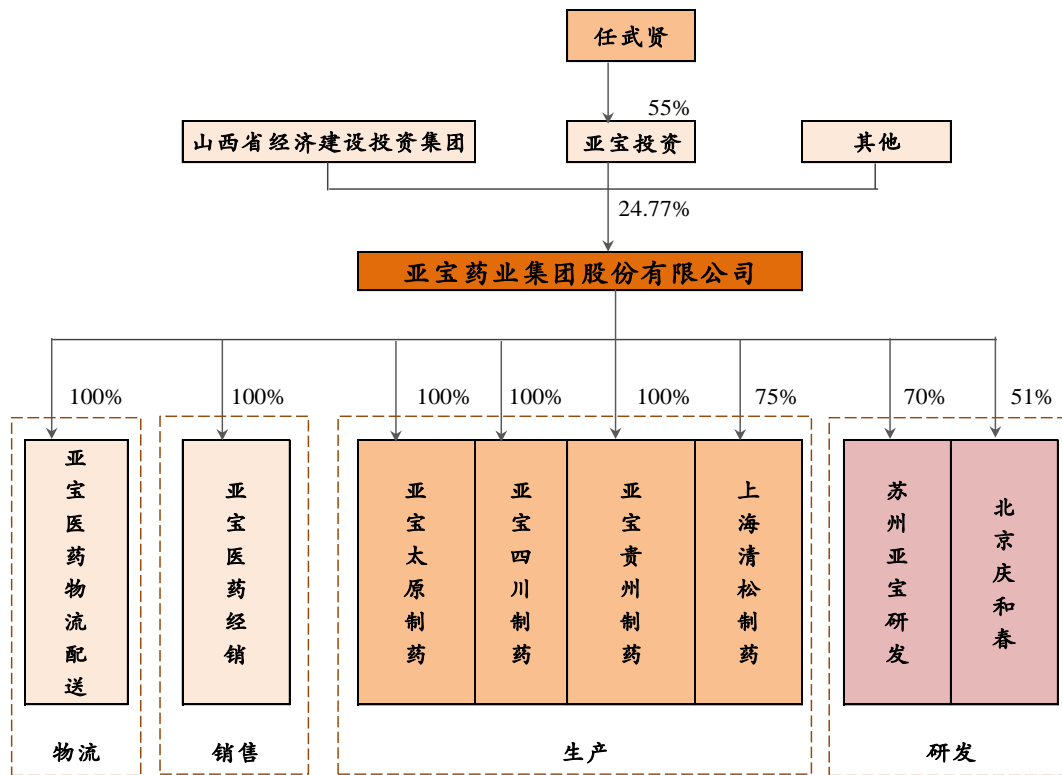 任武贤
55%
山西省经济建设投资集团
亚宝投资
其他
24.77%
亚宝药业集团股份有限公司
100%
100%
100%
100%
100%
75%
70%
51%
亚宝医药物流配送
亚宝医药经销
亚宝太原制药
亚宝四川制药
亚宝贵州制药
上海清松制药
苏州亚宝研发
北京庆和春
物流
销售
生产
研发